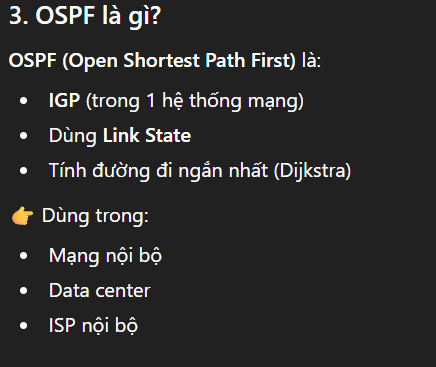 3. OSPF là gì?
OSPF (Open Shortest Path First) là:
• IGP (trong 1 hệ thống mạng)
• Dùng Link State
• Tính đường đi ngắn nhất (Dijkstra)
👉 Dùng trong:
• Mạng nội bộ
• Data center
• ISP nội bộ